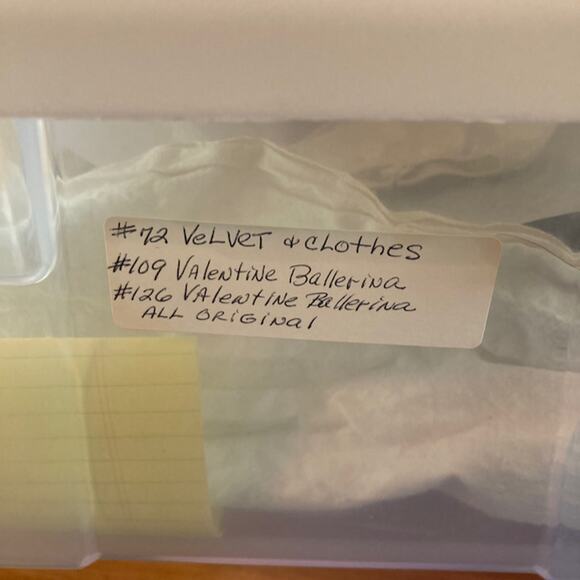 #72 VeLVeT & CLothes
#109 Valentine Ballerina
#126 VAlentine Ballerina
ALL ORiGiNAl